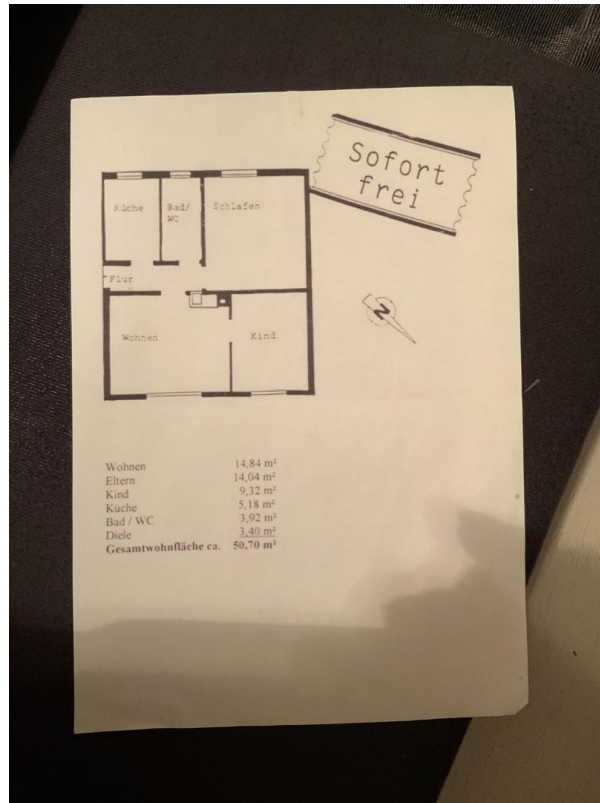 Sofort
frei
Küche
Bad/
WC
Schlafen
Flur
Wohnen
Kind
N
Wohnen 14,84 m²
Eltern 14,04 m²
Kind 9,32 m²
Küche 5,18 m²
Bad / WC 3,92 m²
Diele 3,40 m²
Gesamtwohnfläche ca. 50,70 m²